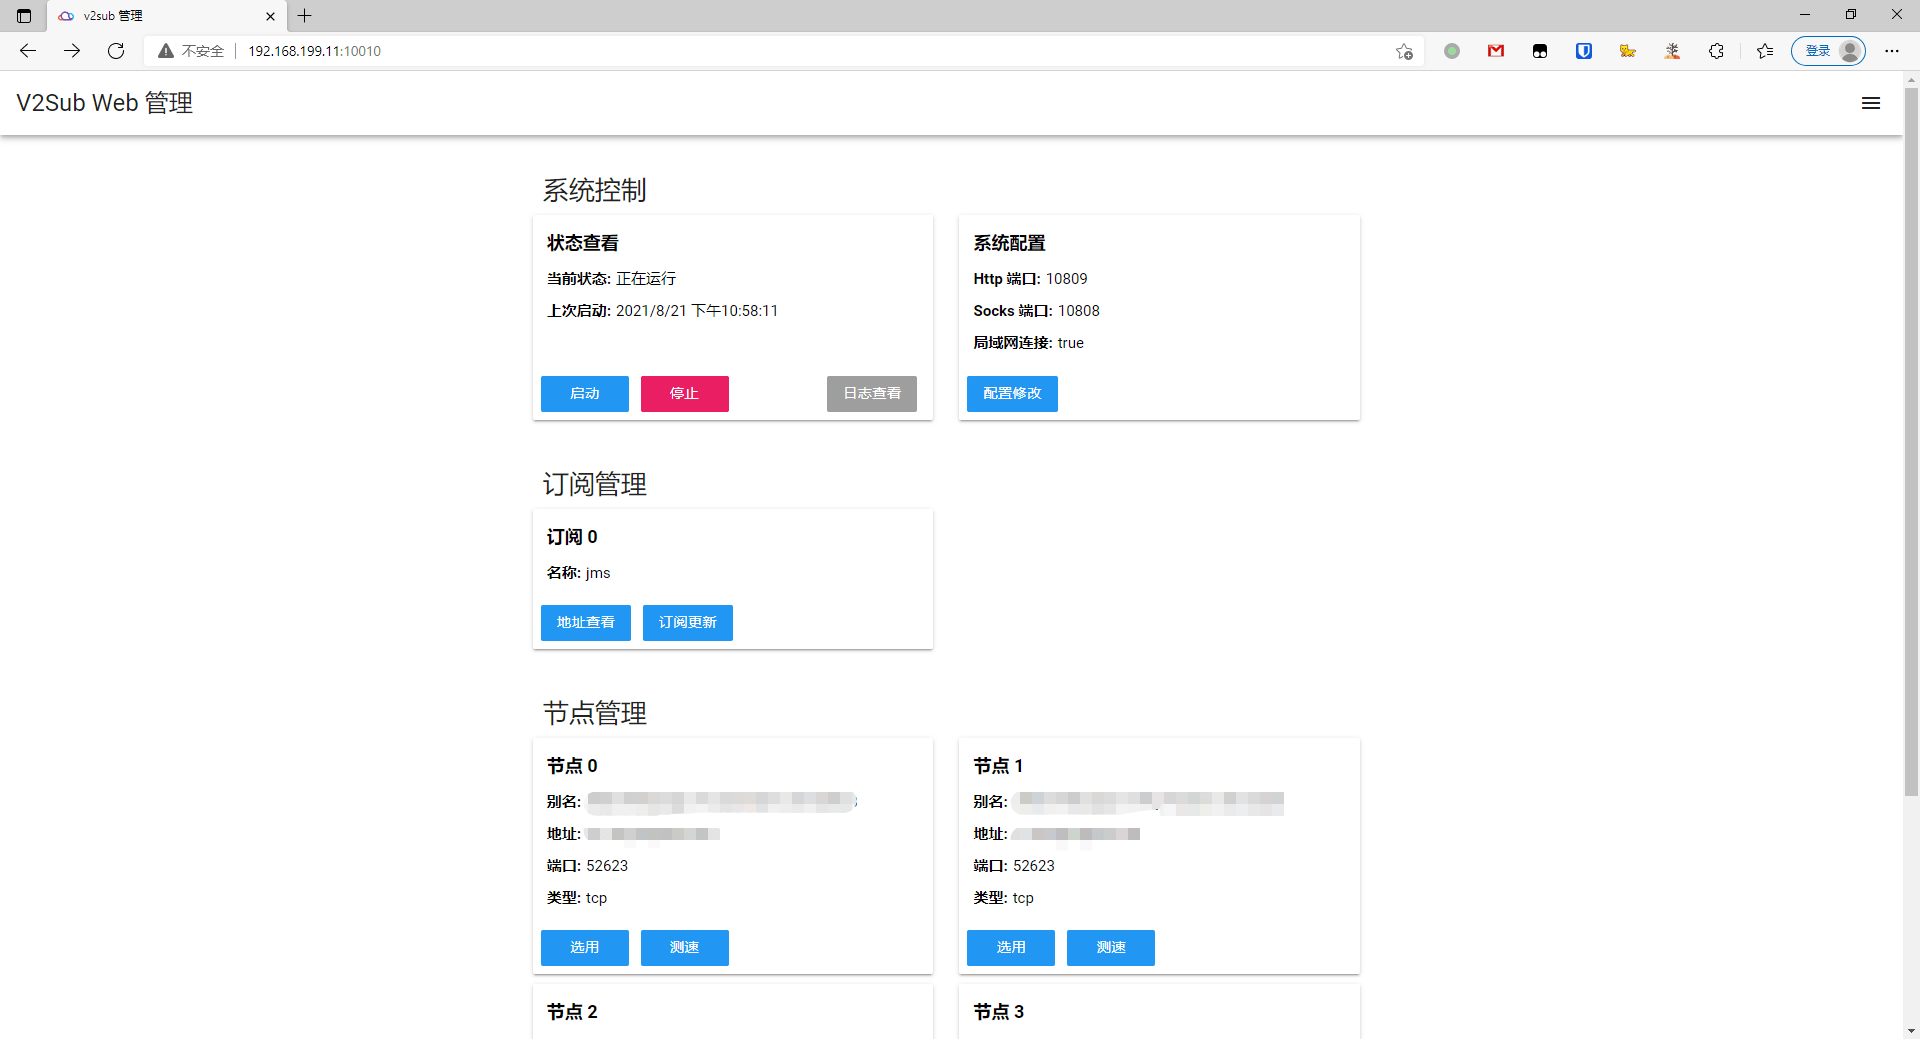 v2sub 管理
不安全 192.168.199.11:10010
登录
V2Sub Web 管理
系统控制
状态查看
当前状态: 正在运行
上次启动: 2021/8/21 下午10:58:11
启动 停止 日志查看
系统配置
Http 端口: 10809
Socks 端口: 10808
局域网连接: true
配置修改
订阅管理
订阅 0
名称: jms
地址查看 订阅更新
节点管理
节点 0
别名:
地址:
端口: 52623
类型: tcp
选用 测速
节点 1
别名:
地址:
端口: 52623
类型: tcp
选用 测速
节点 2
节点 3